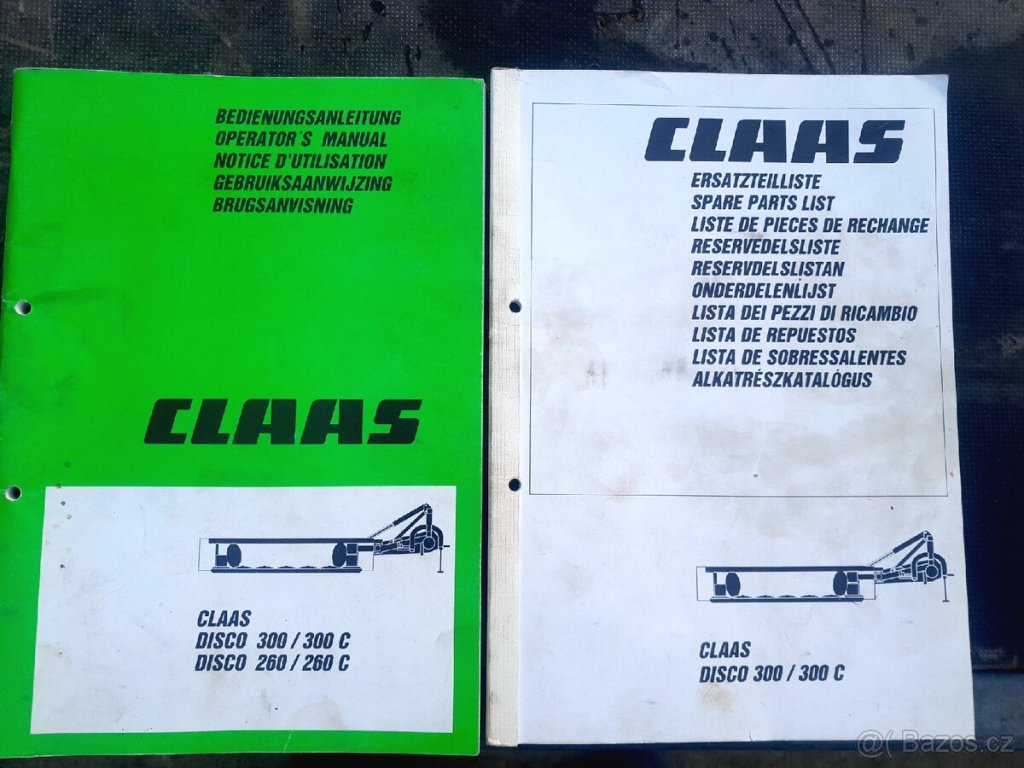 BEDIENUNGSANLEITUNG
OPERATOR´S MANUAL
NOTICE D'UTILISATION
GEBRUIKSAANWIJZING
BRUGSANVISNING
CLAAS
CLAAS
DISCO 300 / 300 C
DISCO 260 / 260 C
CLAAS
ERSATZTEILLISTE
SPARE PARTS LIST
LISTE DE PIECES DE RECHANGE
RESERVEDELSLISTE
RESERVDELSLISTAN
ONDERDELENLIJST
LISTA DEI PEZZI DI RICAMBIO
LISTA DE REPUESTOS
LISTA DE SOBRESSALENTES
ALKATRÉSZKATALÓGUS
CLAAS
DISCO 300 / 300 C
@( Bazos.cz